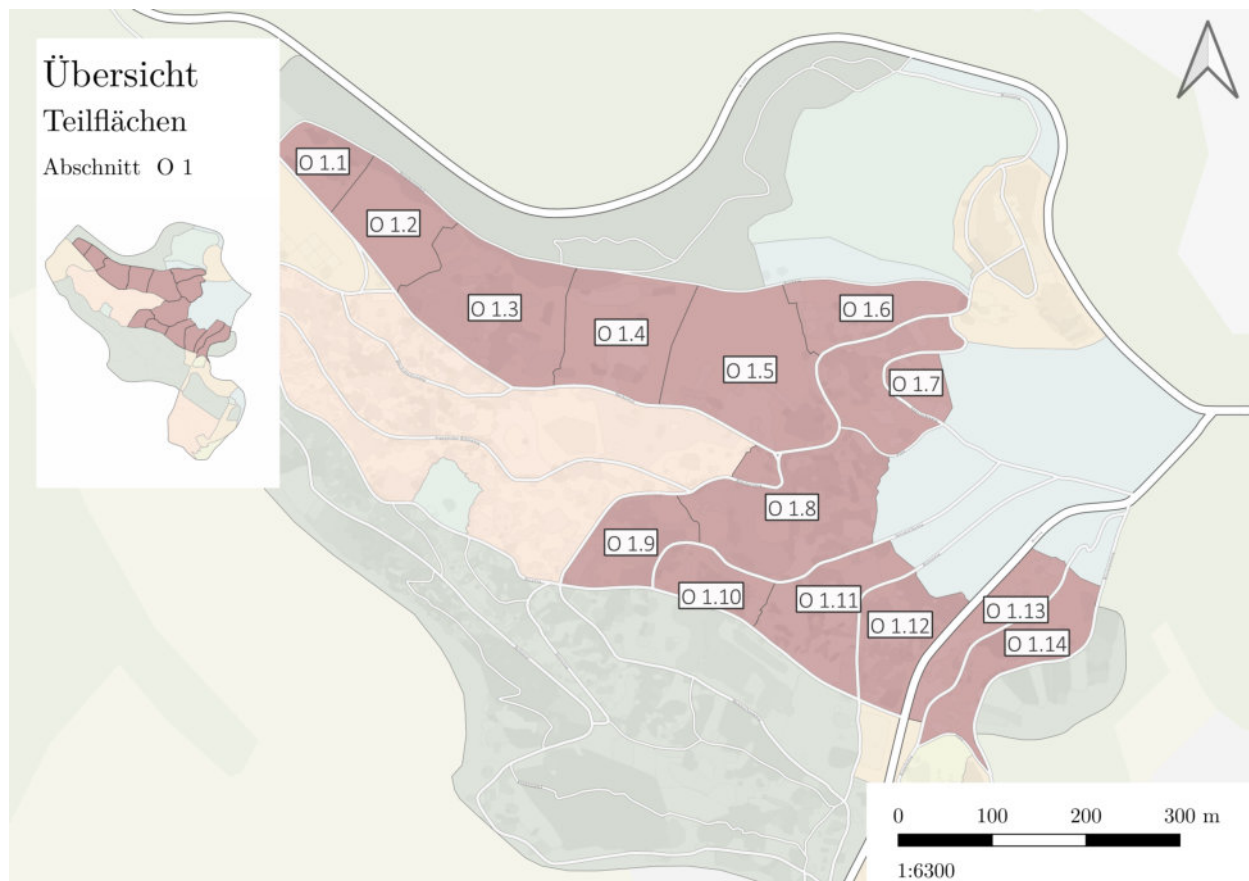 Übersicht
Teilflächen
Abschnitt O 1
O 1.1
O 1.2
O 1.3
O 1.4
O 1.5
O 1.6
O 1.7
O 1.8
O 1.9
O 1.10
O 1.11
O 1.12
O 1.13
O 1.14
0 100 200 300 m
1:6300